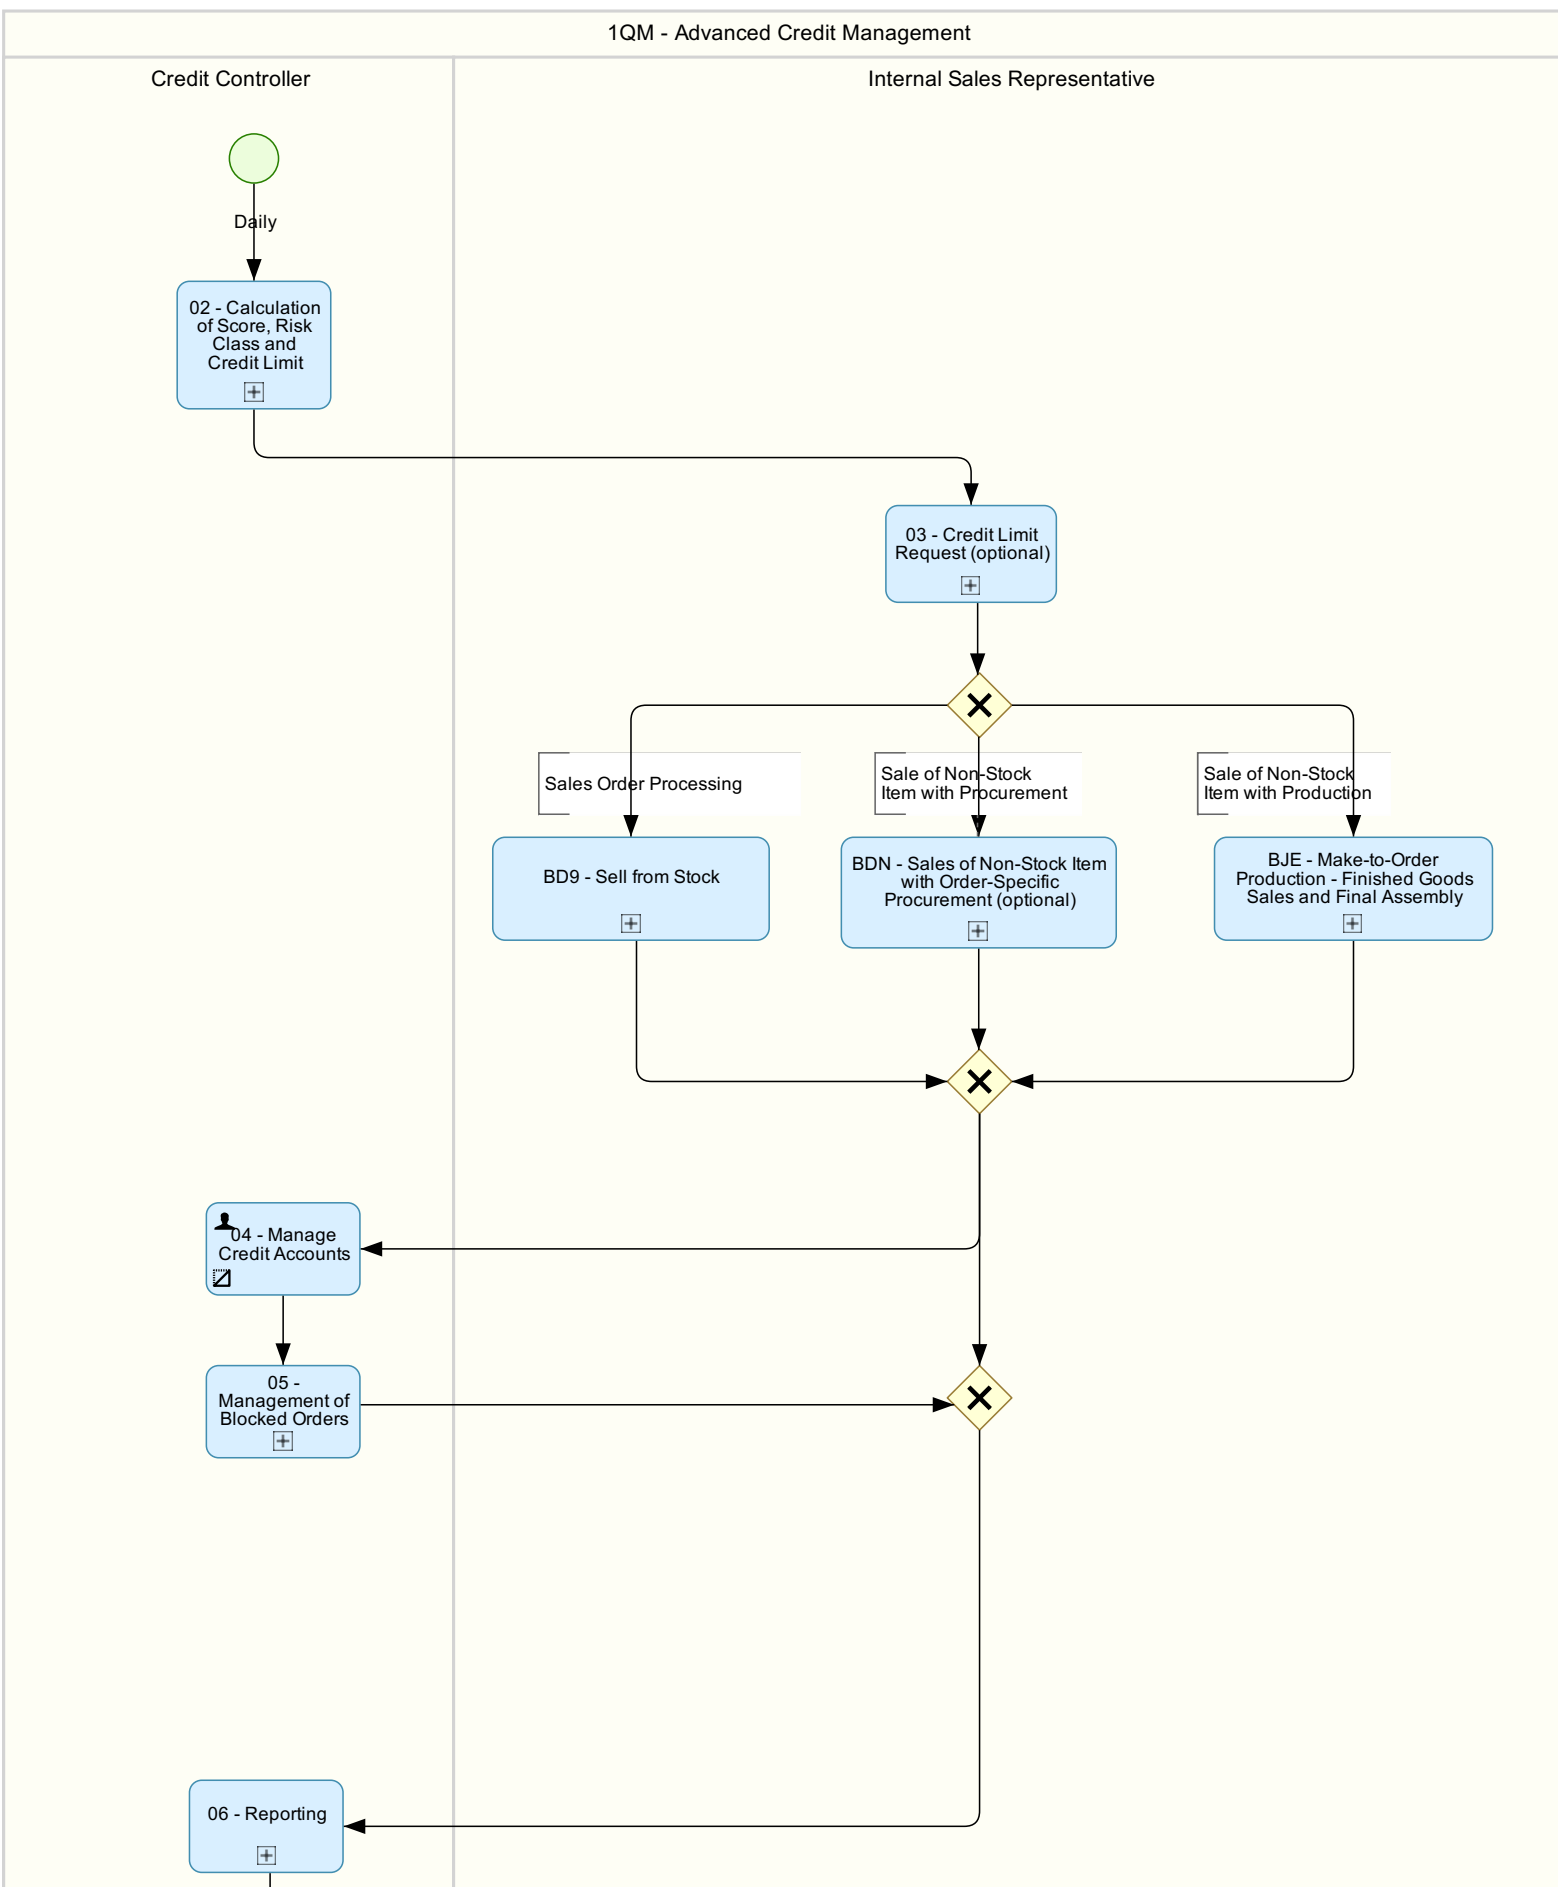 1QM - Advanced Credit Management
Credit Controller
Internal Sales Representative
Daily
02 - Calculation
of Score, Risk
Class and
Credit Limit
03 - Credit Limit
Request (optional)
Sales Order Processing
Sale of Non-Stock
Item with Procurement
Sale of Non-Stock
Item with Production
BD9 - Sell from Stock
BDN - Sales of Non-Stock Item
with Order-Specific
Procurement (optional)
BJE - Make-to-Order
Production - Finished Goods
Sales and Final Assembly
04 - Manage
Credit Accounts
05 -
Management of
Blocked Orders
06 - Reporting